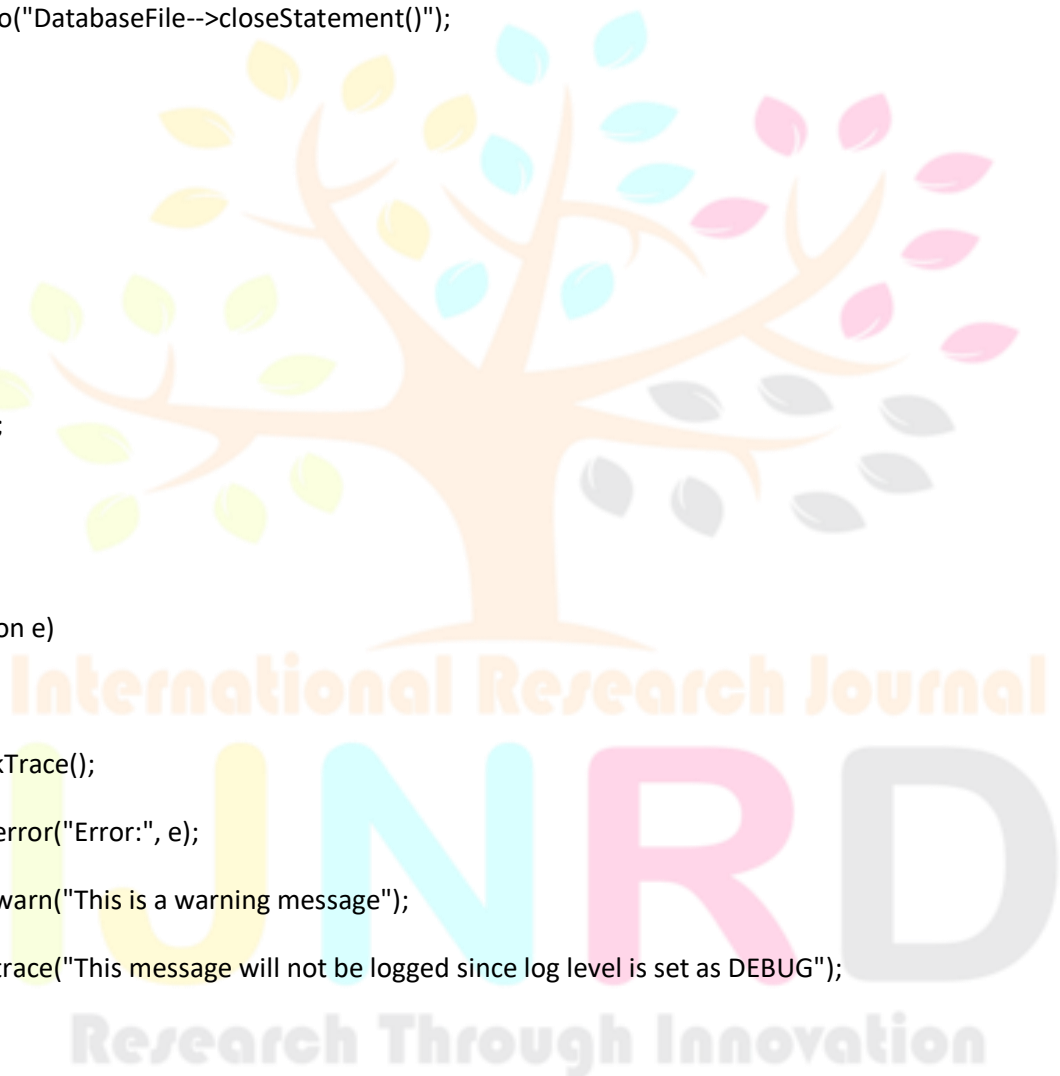 o("DatabaseFile-->closeStatement()");
;
on e)
International Research Journal
kTrace();
error("Error:", e);
warn("This is a warning message");
trace("This message will not be logged since log level is set as DEBUG");
IJNRD
Research Through Innovation